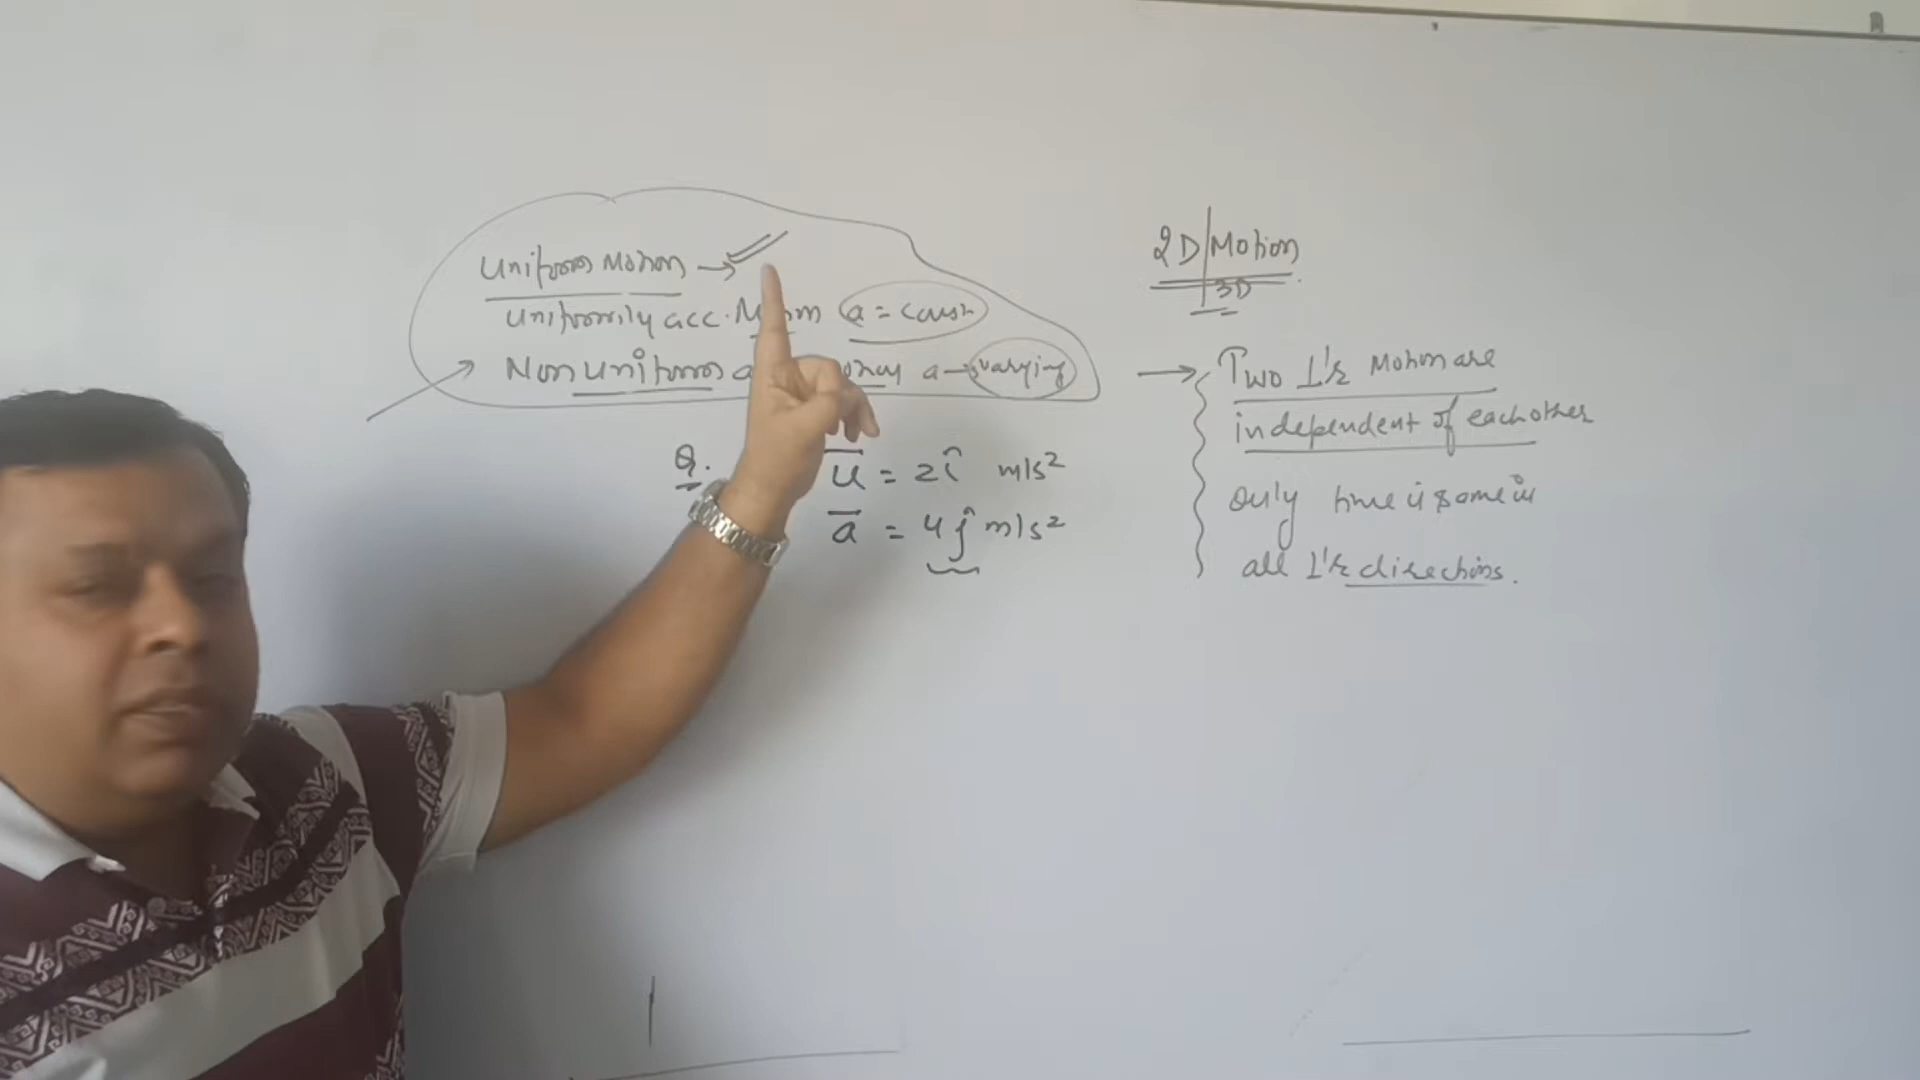 Uniform Motion →
Uniformly acc. Motion a = const
Non uniform a → varying
Q. u = 2î m/s²
a = 4ĵ m/s²
2D Motion
3D
→ Two ⊥'r Motion are
independent of each other
only time is same in
all ⊥'r directions.